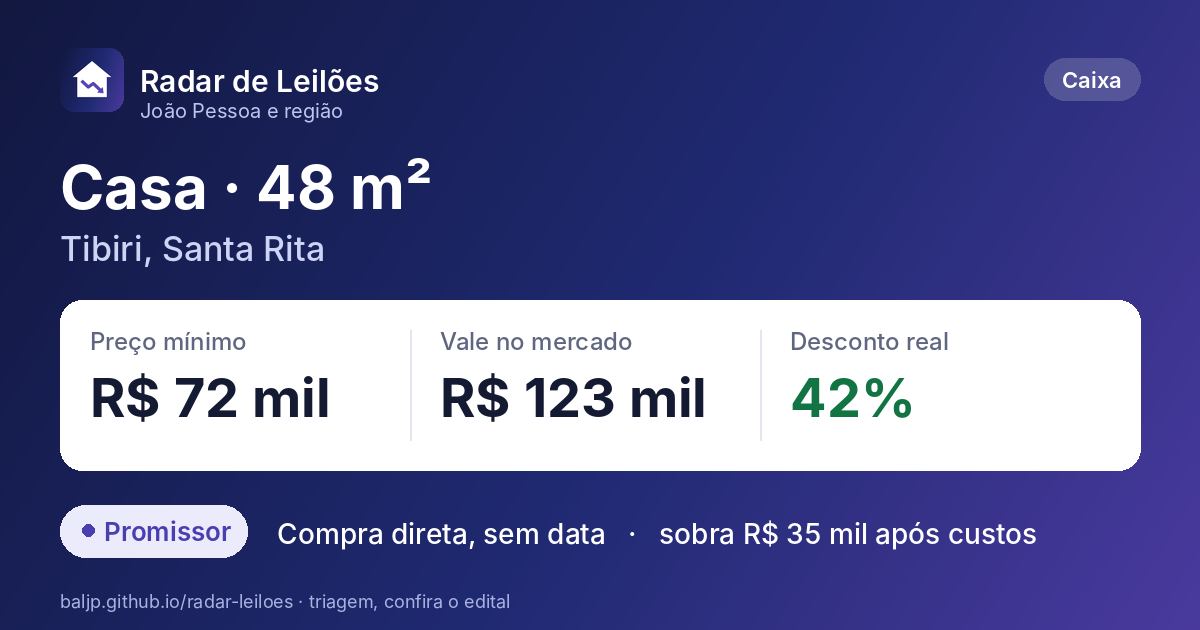 Radar de Leilões
João Pessoa e região
Caixa
Casa · 48 m²
Tibiri, Santa Rita
Preço mínimo
R$ 72 mil
Vale no mercado
R$ 123 mil
Desconto real
42%
Promissor
Compra direta, sem data · sobra R$ 35 mil após custos
baljp.github.io/radar-leiloes · triagem, confira o edital